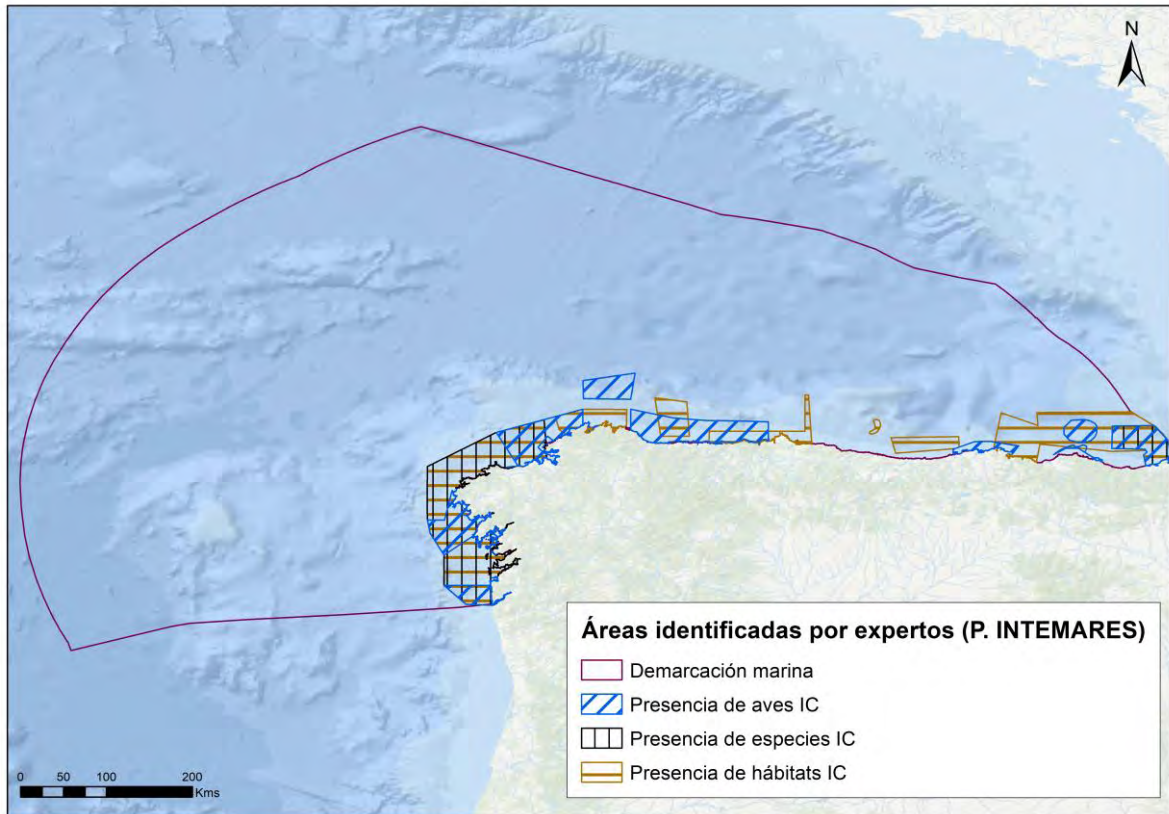 N
Áreas identificadas por expertos (P. INTEMARES)
Demarcación marina
Presencia de aves IC
Presencia de especies IC
Presencia de hábitats IC
0 50 100 200
Kms